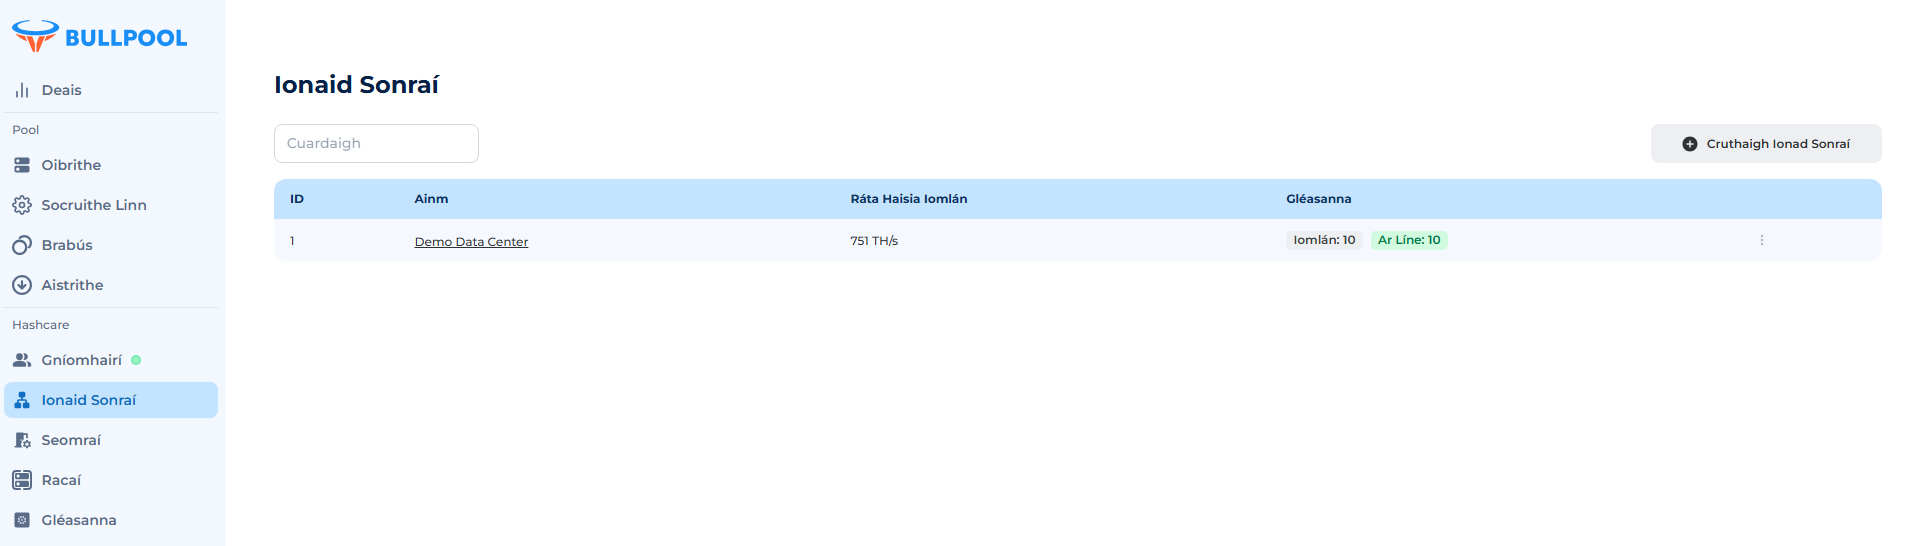 BULLPOOL
Deais
Pool
Oibrithe
Socruithe Linn
Brabús
Aistrithe
Hashcare
Gníomhairí
Ionaid Sonraí
Seomraí
Racaí
Gléasanna
Ionaid Sonraí
Cuardaigh
Cruthaigh Ionad Sonraí
ID Ainm Ráta Haisia Iomlán Gléasanna
1 Demo Data Center 751 TH/s Iomlán: 10 Ar Líne: 10